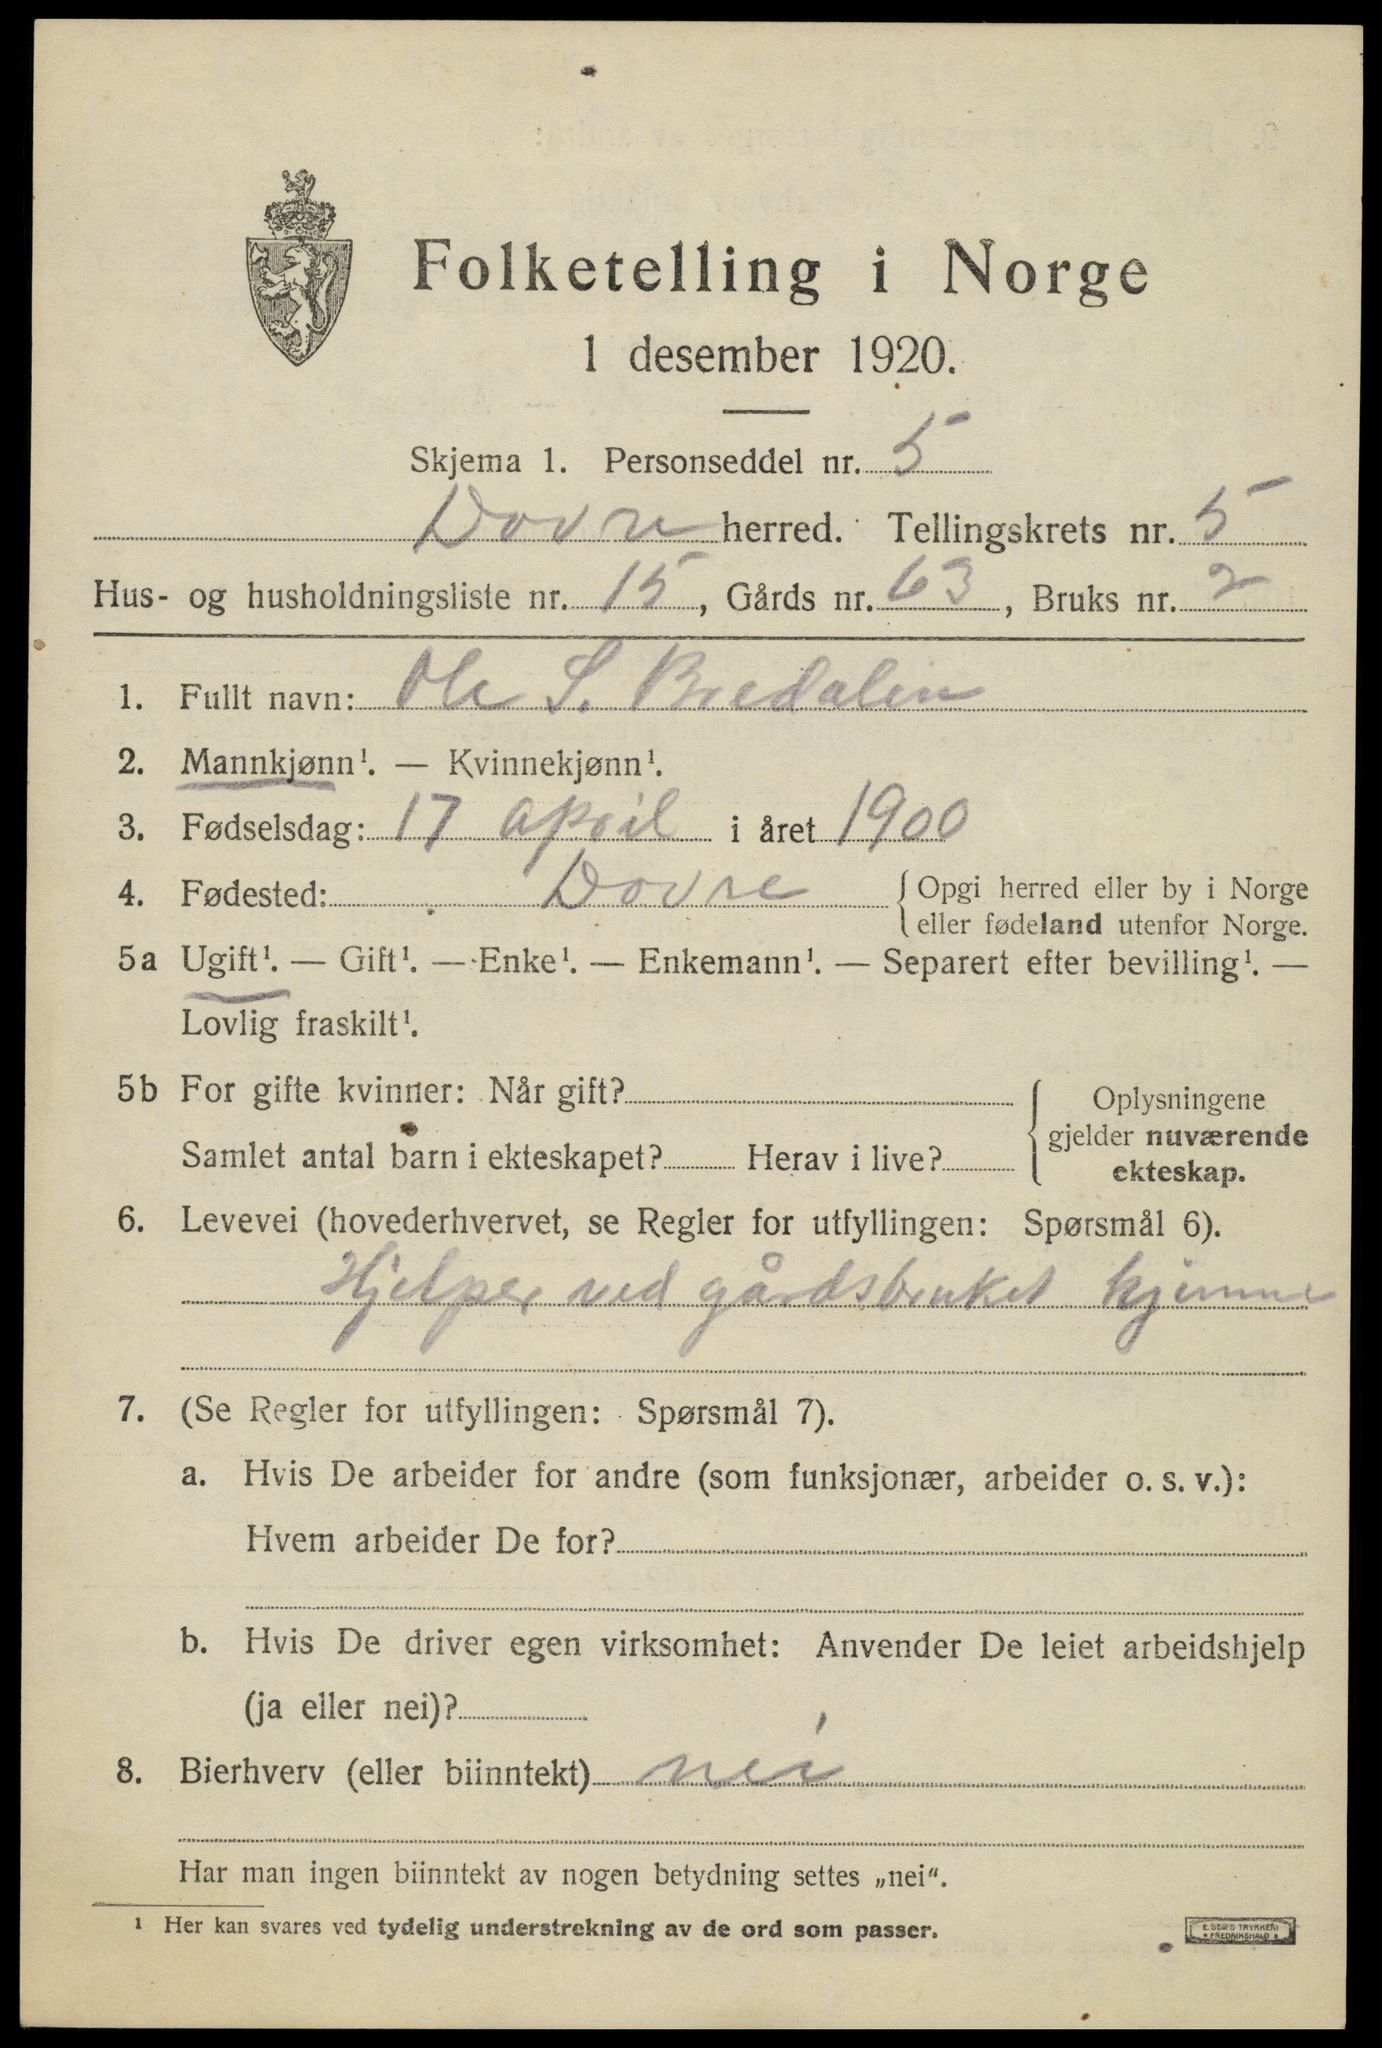 Folketelling i Norge
1 desember 1920.
Skjema 1. Personseddel nr. 5
Dovre herred. Tellingskrets nr. 5
Hus- og husholdningsliste nr. 15, Gårds nr. 63, Bruks nr. 2
1. Fullt navn: Ole S. Bredalen
2. Mannkjønn¹. — Kvinnekjønn¹.
3. Fødselsdag: 17 april i året 1900
4. Fødested: Dovre { Opgi herred eller by i Norge
eller fødeland utenfor Norge.
5a Ugift¹. — Gift¹. — Enke¹. — Enkemann¹. — Separert efter bevilling¹. —
Lovlig fraskilt¹.
5b For gifte kvinner: Når gift? { Oplysningene
gjelder nuværende
Samlet antal barn i ekteskapet? Herav i live?
ekteskap.
6. Levevei (hovederhvervet, se Regler for utfyllingen: Spørsmål 6).
Hjelper ved gårdsbruket hjemme
7. (Se Regler for utfyllingen: Spørsmål 7).
a. Hvis De arbeider for andre (som funksjonær, arbeider o. s. v.):
Hvem arbeider De for?
b. Hvis De driver egen virksomhet: Anvender De leiet arbeidshjelp
(ja eller nei)?
8. Bierhverv (eller biinntekt) nei
Har man ingen biinntekt av nogen betydning settes „nei“.
¹ Her kan svares ved tydelig understrekning av de ord som passer.
E. SEM'S TRYKKERI
FREDRIKSHALD